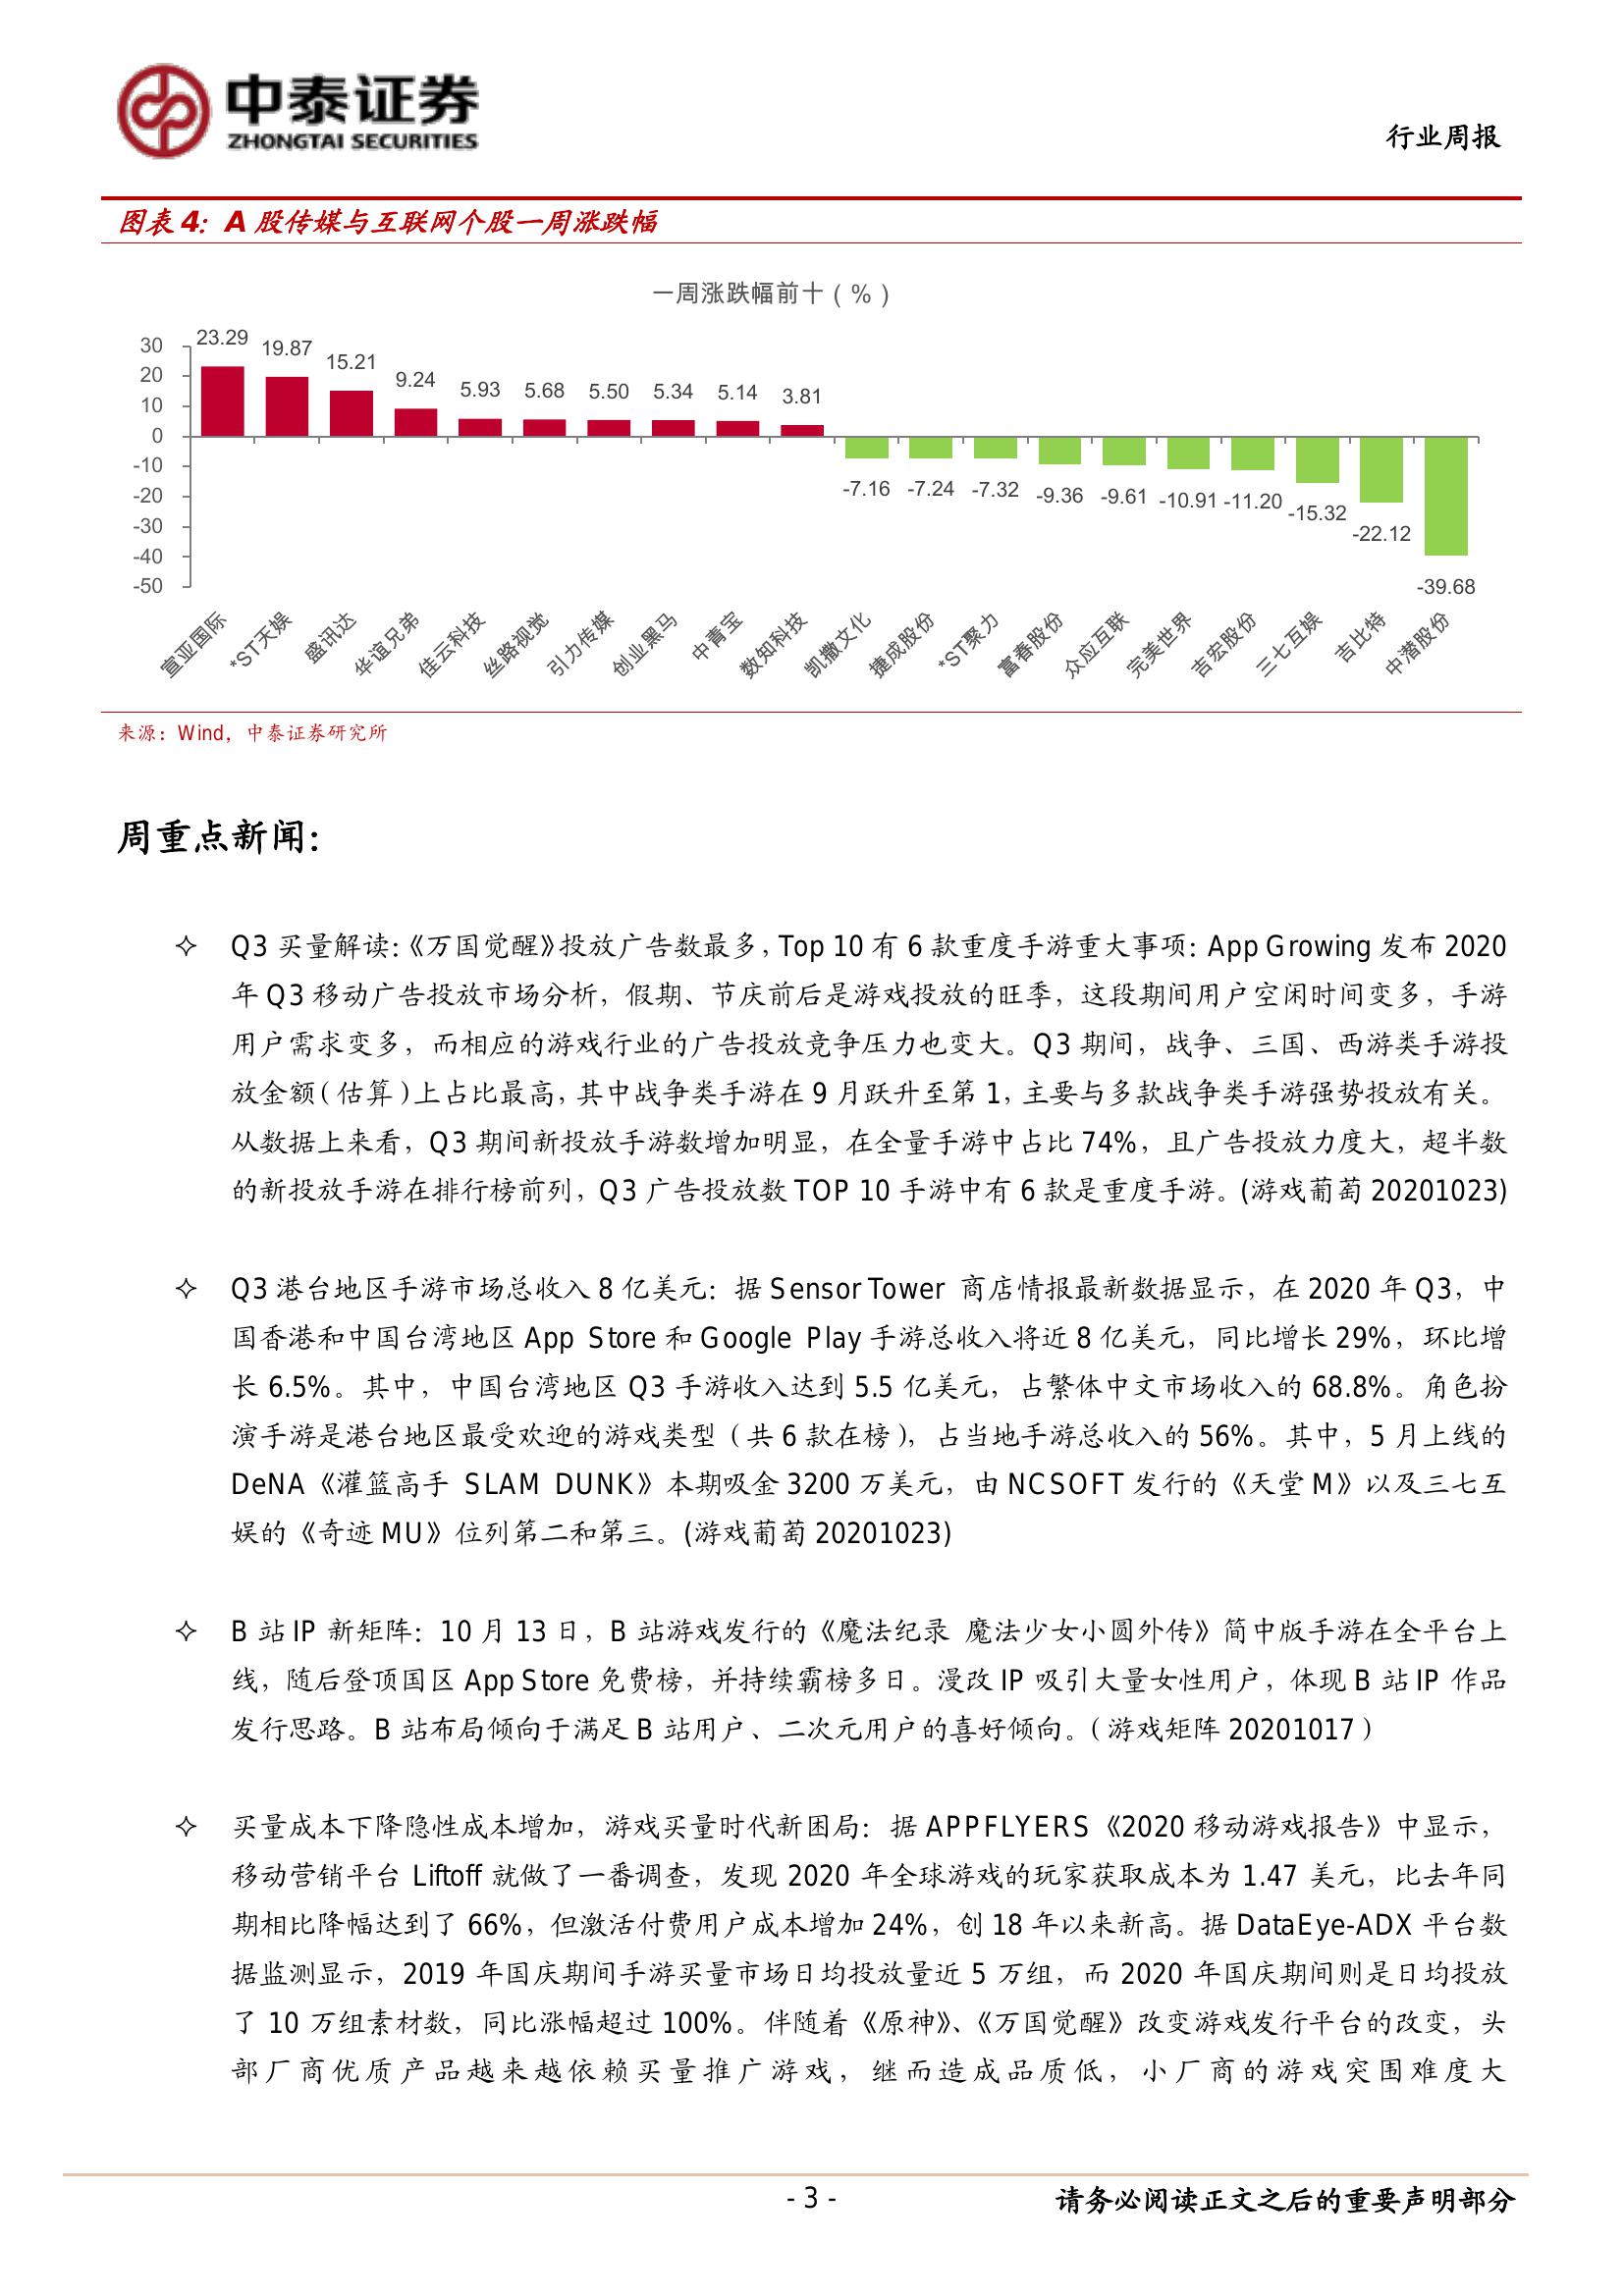 中泰证券
ZHONGTAI SECURITIES
行业周报
图表4：A股传媒与互联网个股一周涨跌幅
一周涨跌幅前十（%）
30
20
10
0
-10
-20
-30
-40
-50
23.29 19.87 15.21 9.24 5.93 5.68 5.50 5.34 5.14 3.81
-7.16 -7.24 -7.32 -9.36 -9.61 -10.91 -11.20 -15.32 -22.12 -39.68
宣亚国际 *ST天娱 盛讯达 华谊兄弟 佳云科技 丝路视觉 引力传媒 创业黑马 中青宝 数知科技 凯撒文化 捷成股份 *ST聚力 富春股份 众应互联 完美世界 吉宏股份 三七互娱 吉比特 中潜股份
来源：Wind，中泰证券研究所
周重点新闻：
✧ Q3 买量解读：《万国觉醒》投放广告数最多，Top 10 有 6 款重度手游重大事项：App Growing 发布 2020
年 Q3 移动广告投放市场分析，假期、节庆前后是游戏投放的旺季，这段期间用户空闲时间变多，手游
用户需求变多，而相应的游戏行业的广告投放竞争压力也变大。Q3 期间，战争、三国、西游类手游投
放金额（估算）上占比最高，其中战争类手游在 9 月跃升至第 1，主要与多款战争类手游强势投放有关。
从数据上来看，Q3 期间新投放手游数增加明显，在全量手游中占比 74%，且广告投放力度大，超半数
的新投放手游在排行榜前列，Q3 广告投放数 TOP 10 手游中有 6 款是重度手游。(游戏葡萄 20201023)
✧ Q3 港台地区手游市场总收入 8 亿美元：据 Sensor Tower 商店情报最新数据显示，在 2020 年 Q3，中
国香港和中国台湾地区 App Store 和 Google Play 手游总收入将近 8 亿美元，同比增长 29%，环比增
长 6.5%。其中，中国台湾地区 Q3 手游收入达到 5.5 亿美元，占繁体中文市场收入的 68.8%。角色扮
演手游是港台地区最受欢迎的游戏类型（共 6 款在榜），占当地手游总收入的 56%。其中，5 月上线的
DeNA《灌篮高手 SLAM DUNK》本期吸金 3200 万美元，由 NCSOFT 发行的《天堂 M》以及三七互
娱的《奇迹 MU》位列第二和第三。(游戏葡萄 20201023)
✧ B 站 IP 新矩阵：10 月 13 日，B 站游戏发行的《魔法纪录 魔法少女小圆外传》简中版手游在全平台上
线，随后登顶国区 App Store 免费榜，并持续霸榜多日。漫改 IP 吸引大量女性用户，体现 B 站 IP 作品
发行思路。B 站布局倾向于满足 B 站用户、二次元用户的喜好倾向。（游戏矩阵 20201017）
✧ 买量成本下降隐性成本增加，游戏买量时代新困局：据 APPFLYERS《2020 移动游戏报告》中显示，
移动营销平台 Liftoff 就做了一番调查，发现 2020 年全球游戏的玩家获取成本为 1.47 美元，比去年同
期相比降幅达到了 66%，但激活付费用户成本增加 24%，创 18 年以来新高。据 DataEye-ADX 平台数
据监测显示，2019 年国庆期间手游买量市场日均投放量近 5 万组，而 2020 年国庆期间则是日均投放
了 10 万组素材数，同比涨幅超过 100%。伴随着《原神》、《万国觉醒》改变游戏发行平台的改变，头
部厂商优质产品越来越依赖买量推广游戏，继而造成品质低，小厂商的游戏突围难度大
- 3 -
请务必阅读正文之后的重要声明部分